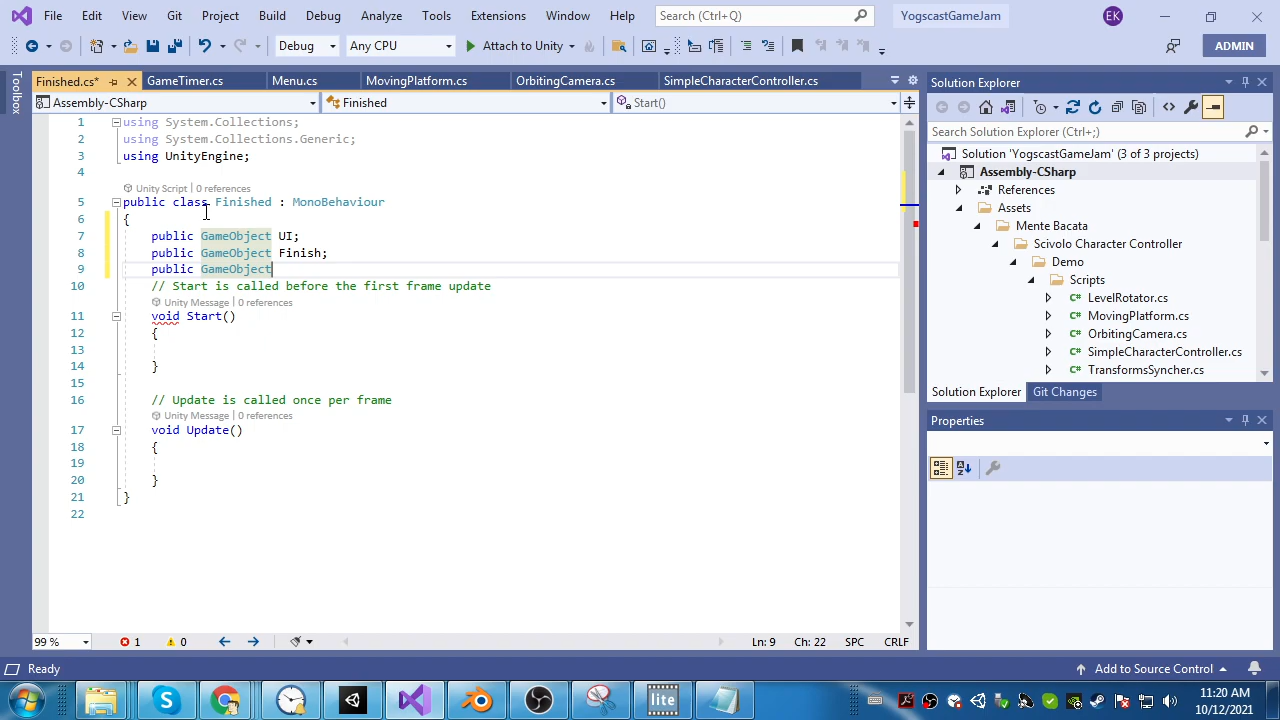 File Edit View Git Project Build Debug Analyze Tools Extensions Window Help Search (Ctrl+Q) YogscastGameJam EK
Debug Any CPU Attach to Unity ADMIN
Toolbox
Finished.cs* GameTimer.cs Menu.cs MovingPlatform.cs OrbitingCamera.cs SimpleCharacterController.cs
Assembly-CSharp Finished Start()
1 using System.Collections;
2 using System.Collections.Generic;
3 using UnityEngine;
4
Unity Script | 0 references
5 public class Finished : MonoBehaviour
6 {
7 public GameObject UI;
8 public GameObject Finish;
9 public GameObject
10 // Start is called before the first frame update
Unity Message | 0 references
11 void Start()
12 {
13
14 }
15
16 // Update is called once per frame
Unity Message | 0 references
17 void Update()
18 {
19
20 }
21 }
22
99 % 1 0 Ln: 9 Ch: 22 SPC CRLF
Solution Explorer
Search Solution Explorer (Ctrl+;)
Solution 'YogscastGameJam' (3 of 3 projects)
Assembly-CSharp
References
Assets
Mente Bacata
Scivolo Character Controller
Demo
Scripts
C# LevelRotator.cs
C# MovingPlatform.cs
C# OrbitingCamera.cs
C# SimpleCharacterController.cs
C# TransformsSyncher.cs
Solution Explorer Git Changes
Properties
Ready Add to Source Control
lite
11:20 AM
10/12/2021